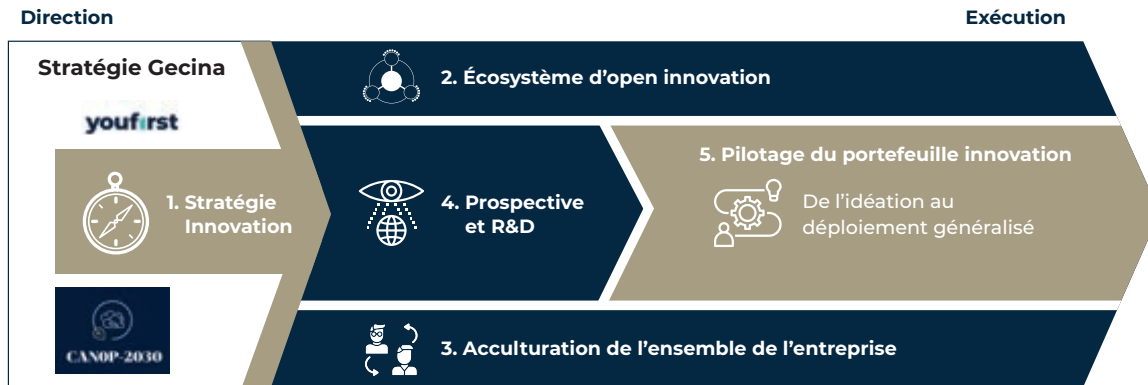 Direction
Exécution
Stratégie Gecina
youfirst
1. Stratégie
Innovation
CANOP-2030
2. Écosystème d'open innovation
4. Prospective
et R&D
5. Pilotage du portefeuille innovation
De l'idéation au
déploiement généralisé
3. Acculturation de l'ensemble de l'entreprise